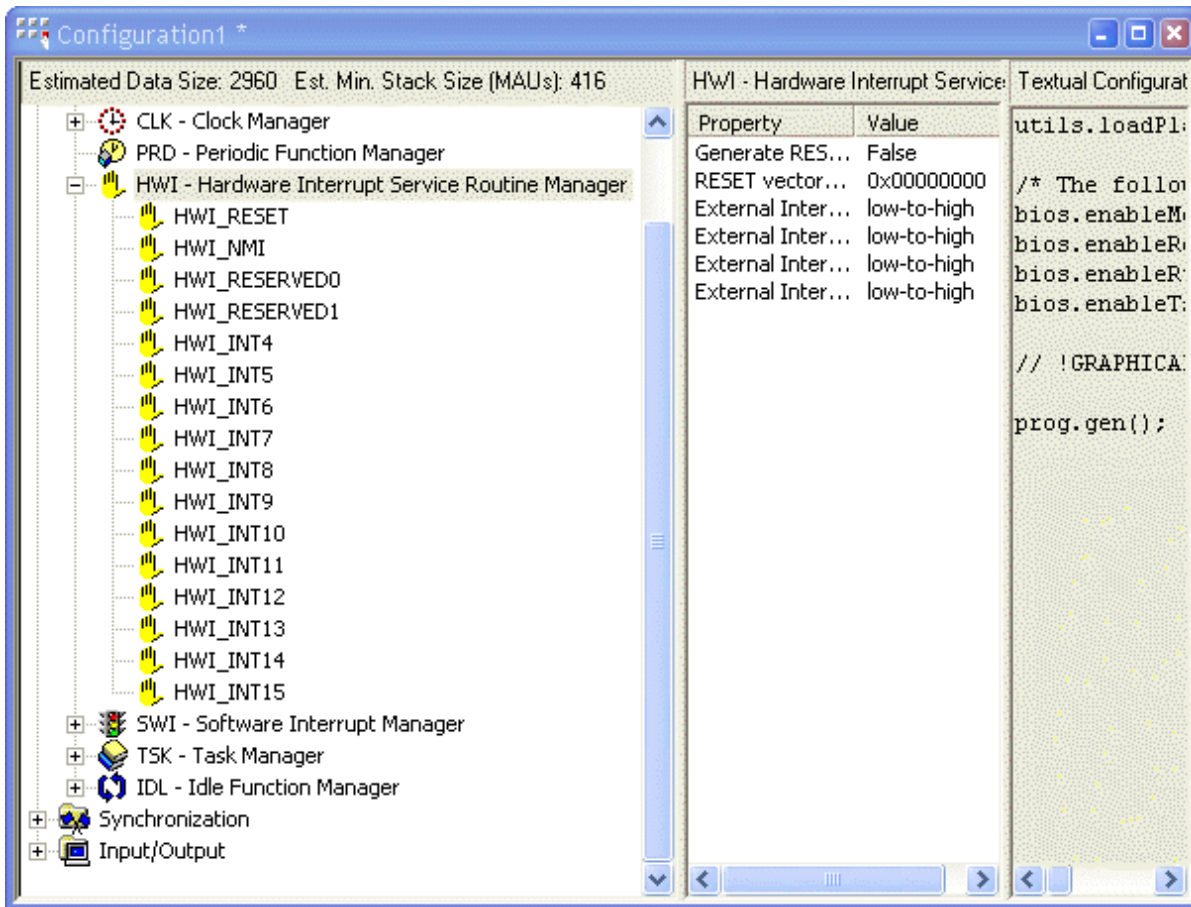 Configuration1 *
Estimated Data Size: 2960 Est. Min. Stack Size (MAUs): 416
CLK - Clock Manager
PRD - Periodic Function Manager
HWI - Hardware Interrupt Service Routine Manager
HWI_RESET
HWI_NMI
HWI_RESERVED0
HWI_RESERVED1
HWI_INT4
HWI_INT5
HWI_INT6
HWI_INT7
HWI_INT8
HWI_INT9
HWI_INT10
HWI_INT11
HWI_INT12
HWI_INT13
HWI_INT14
HWI_INT15
SWI - Software Interrupt Manager
TSK - Task Manager
IDL - Idle Function Manager
Synchronization
Input/Output
HWI - Hardware Interrupt Service
Property Value
Generate RES... False
RESET vector... 0x00000000
External Inter... low-to-high
External Inter... low-to-high
External Inter... low-to-high
External Inter... low-to-high
Textual Configurat
utils.loadPl
/* The follo
bios.enableM
bios.enableR
bios.enableR
bios.enableT
// !GRAPHICA
prog.gen();